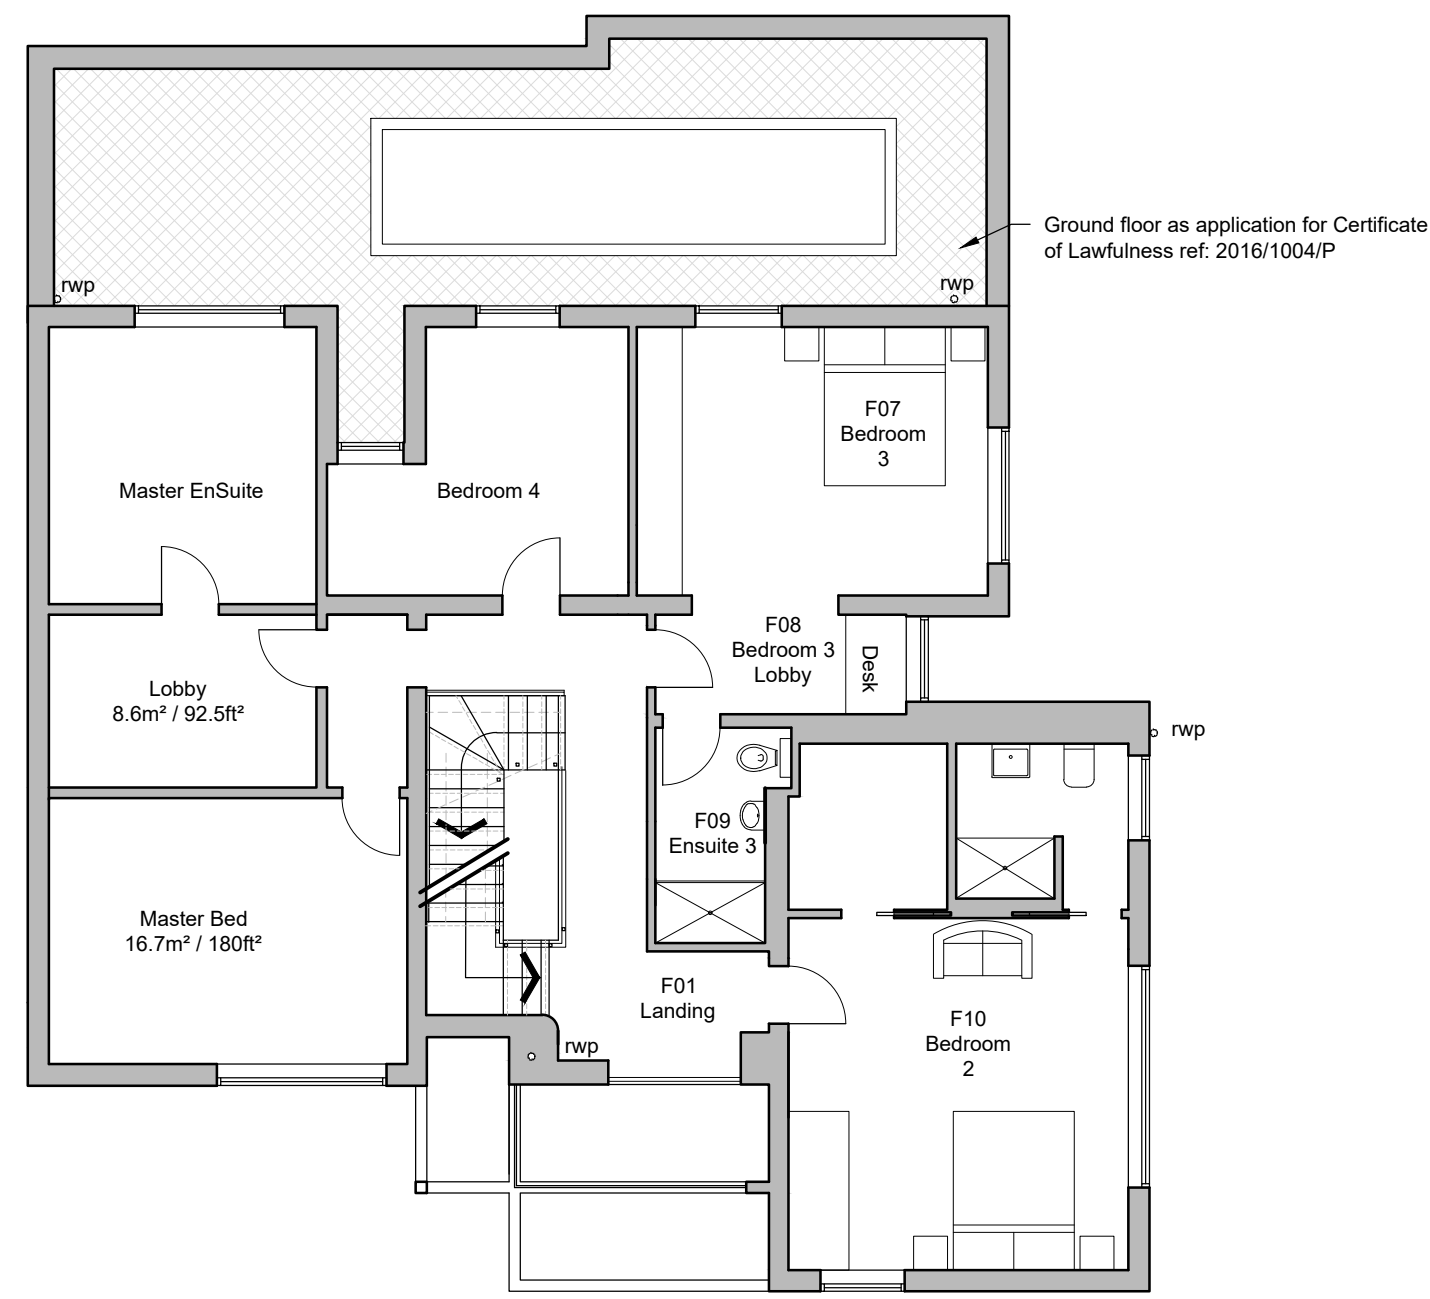 Ground floor as application for Certificate
of Lawfulness ref: 2016/1004/P
rwp
rwp
F07
Bedroom
3
Master EnSuite
Bedroom 4
F08
Bedroom 3
Lobby
Desk
Lobby
8.6m² / 92.5ft²
rwp
F09
Ensuite 3
Master Bed
16.7m² / 180ft²
F01
Landing
F10
Bedroom
2
rwp